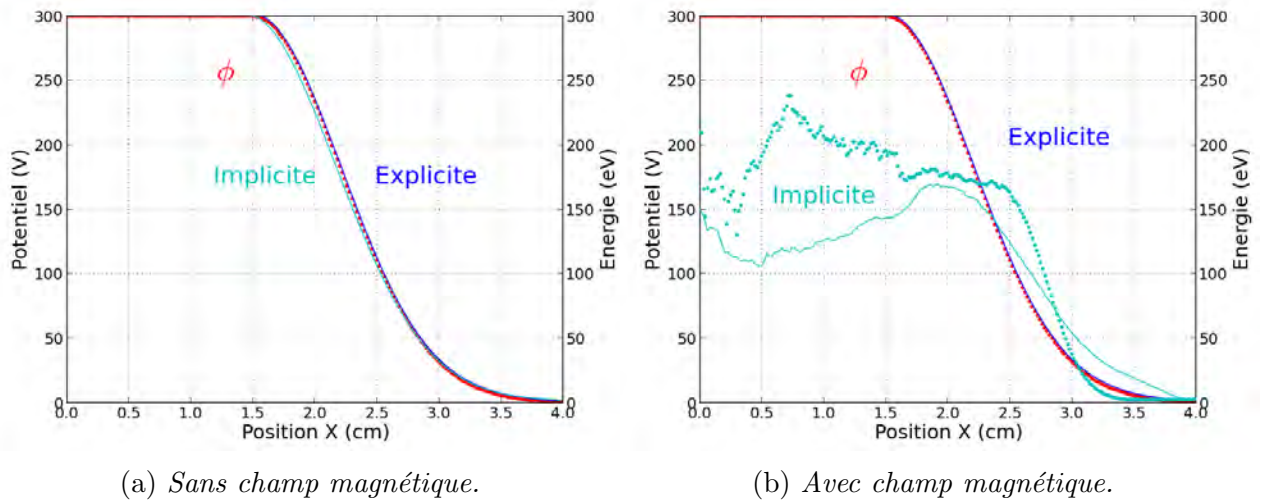 300
250
200
150
100
50
0
Potentiel (V)
0.0 0.5 1.0 1.5 2.0 2.5 3.0 3.5 4.0
Position X (cm)
300
250
200
150
100
50
0
Energie (eV)
ϕ
Implicite
Explicite
(a) Sans champ magnétique.
300
250
200
150
100
50
0
Potentiel (V)
0.0 0.5 1.0 1.5 2.0 2.5 3.0 3.5 4.0
Position X (cm)
300
250
200
150
100
50
0
Energie (eV)
ϕ
Explicite
Implicite
(b) Avec champ magnétique.